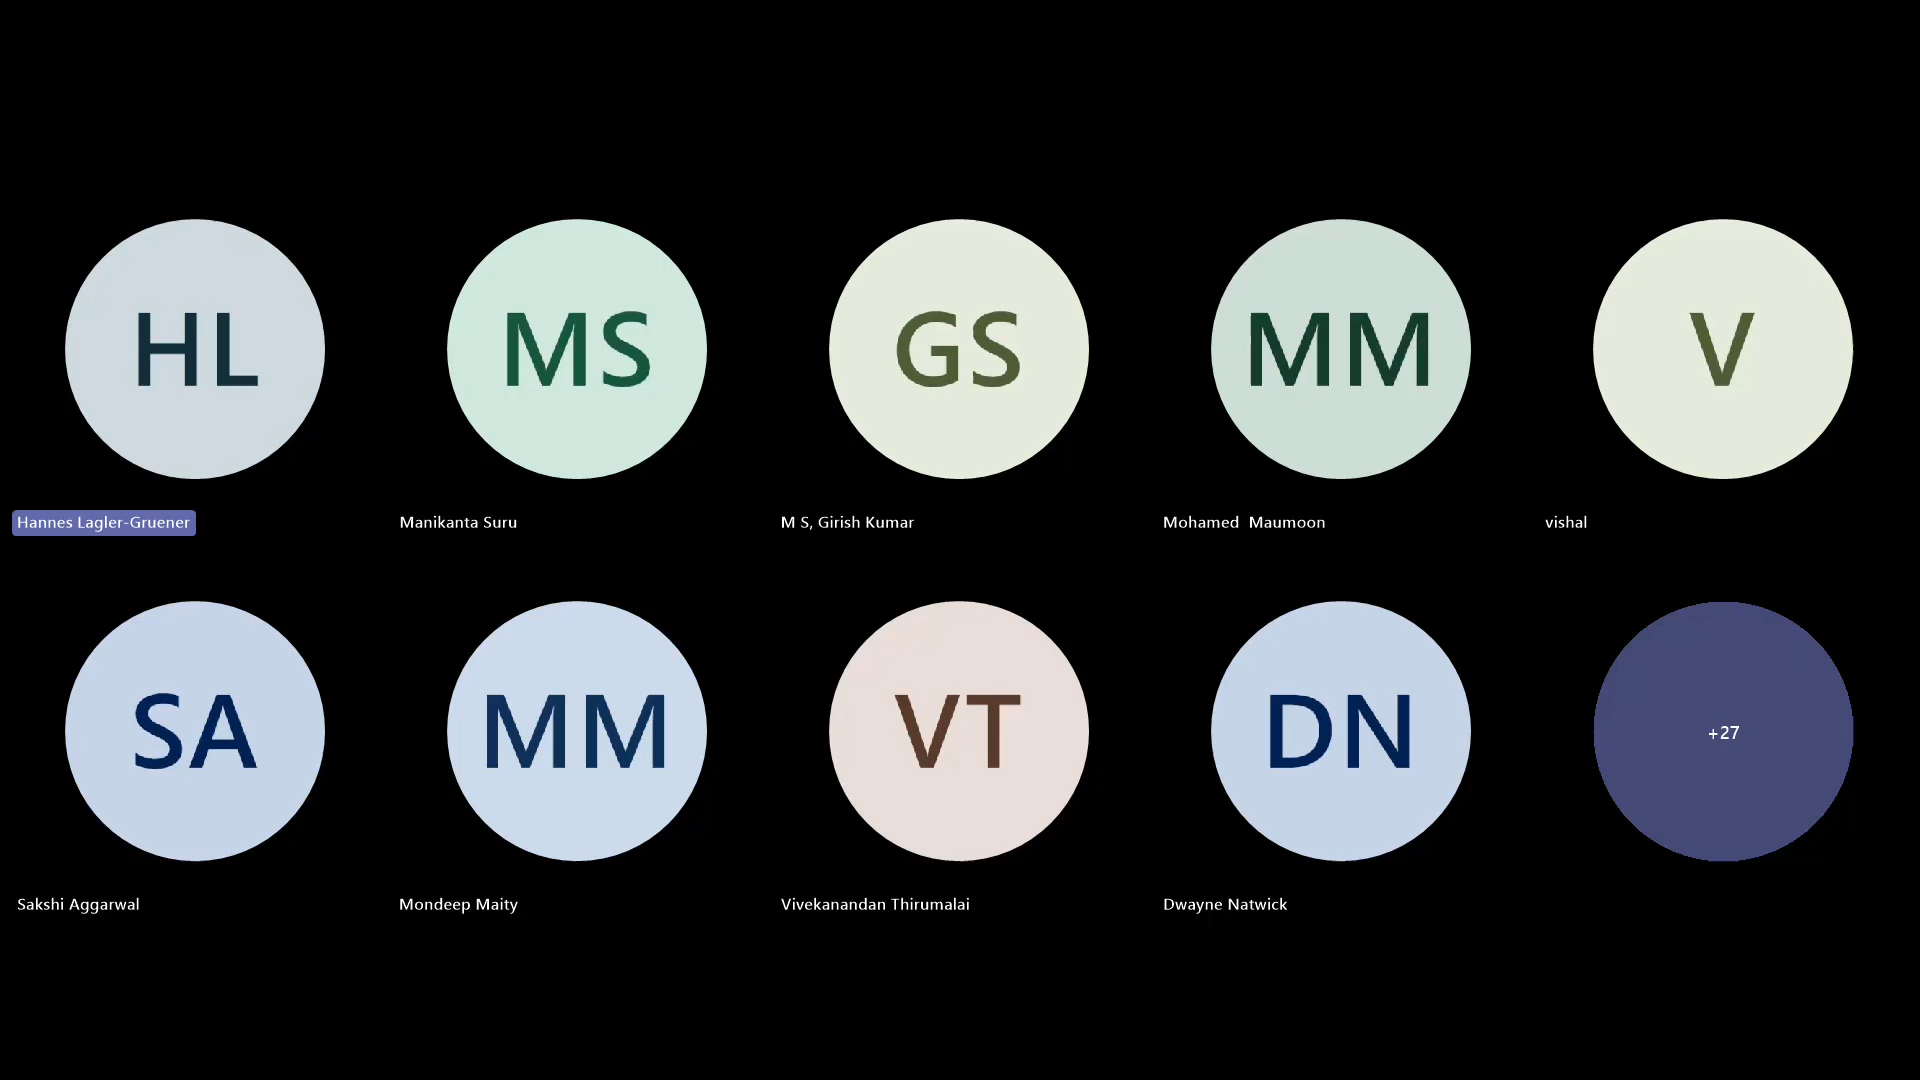 HL
MS
GS
MM
V
Hannes Lagler-Gruener
Manikanta Suru
M S, Girish Kumar
Mohamed  Maumoon
vishal
SA
MM
VT
DN
+27
Sakshi Aggarwal
Mondeep Maity
Vivekanandan Thirumalai
Dwayne Natwick